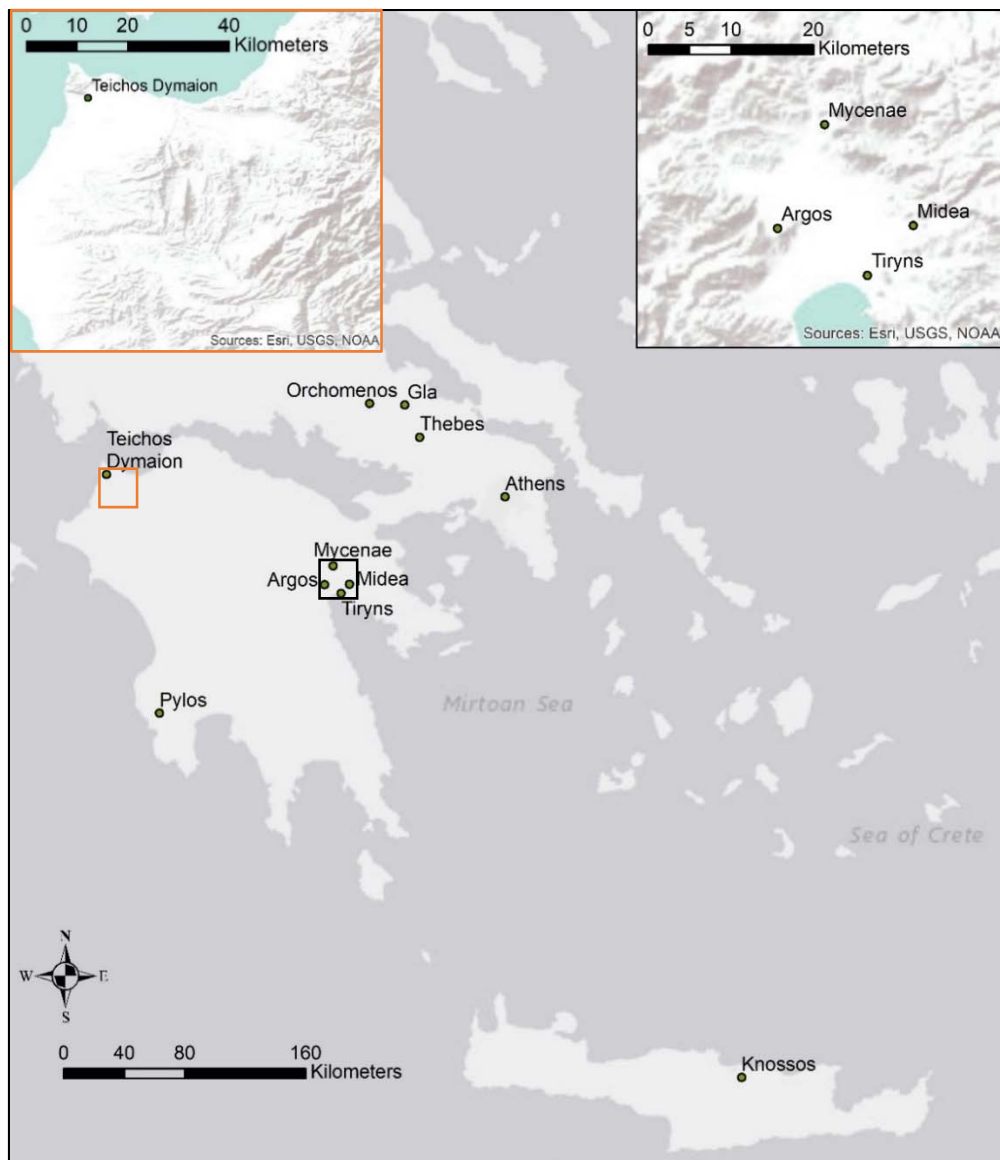 0 10 20 40
Kilometers
Teichos Dymaion
Sources: Esri, USGS, NOAA
0 5 10 20
Kilometers
Mycenae
Argos
Midea
Tiryns
Sources: Esri, USGS, NOAA
Orchomenos
Gla
Thebes
Teichos
Dymaion
Athens
Mycenae
Argos
Midea
Tiryns
Pylos
Mirtoan Sea
Sea of Crete
N
W
E
S
0 40 80 160
Kilometers
Knossos